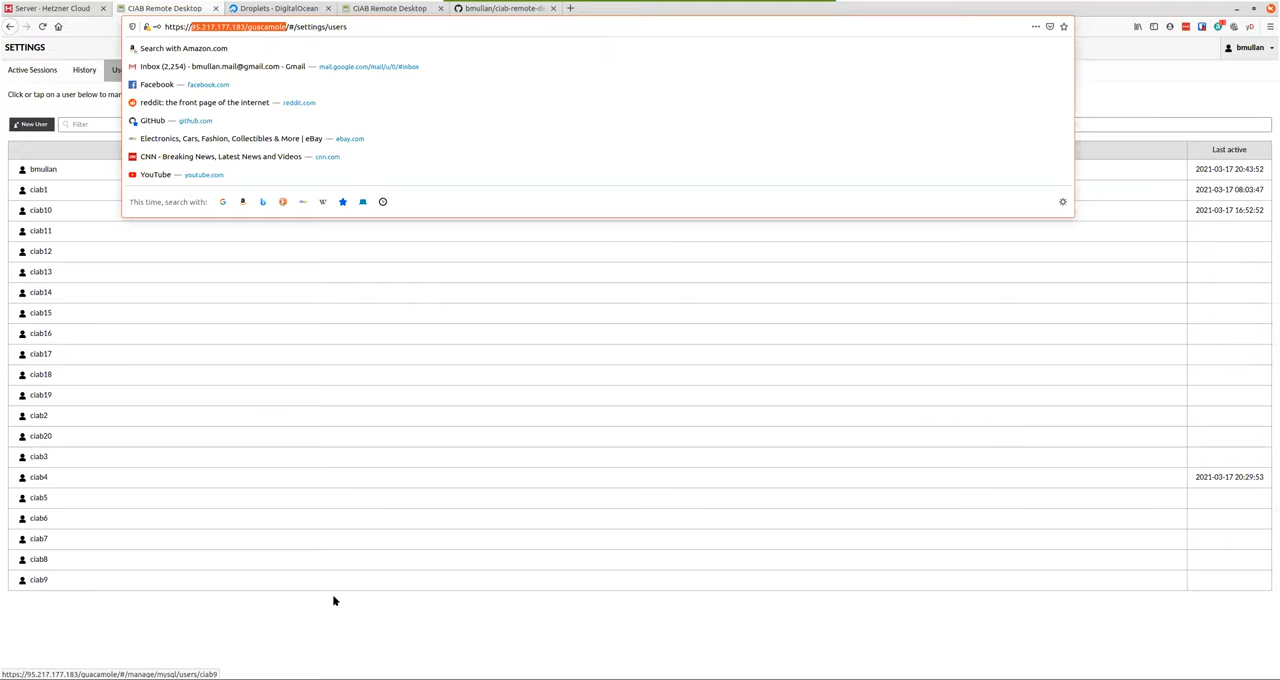 Server · Hetzner Cloud
CIAB Remote Desktop
Droplets - DigitalOcean
CIAB Remote Desktop
bmullan/ciab-remote-de
https://95.217.177.183/guacamole/#/settings/users
SETTINGS
bmullan
Search with Amazon.com
Active Sessions
History
Us
Inbox (2,254) - bmullan.mail@gmail.com - Gmail — mail.google.com/mail/u/0/#inbox
Facebook — facebook.com
Click or tap on a user below to man
reddit: the front page of the internet — reddit.com
New User
Filter
GitHub — github.com
Electronics, Cars, Fashion, Collectibles & More | eBay — ebay.com
CNN - Breaking News, Latest News and Videos — cnn.com
YouTube — youtube.com
This time, search with:
Last active
bmullan 2021-03-17 20:43:52
ciab1 2021-03-17 08:03:47
ciab10 2021-03-17 16:52:52
ciab11
ciab12
ciab13
ciab14
ciab15
ciab16
ciab17
ciab18
ciab19
ciab2
ciab20
ciab3
ciab4 2021-03-17 20:29:53
ciab5
ciab6
ciab7
ciab8
ciab9
https://95.217.177.183/guacamole/#/manage/mysql/users/ciab9